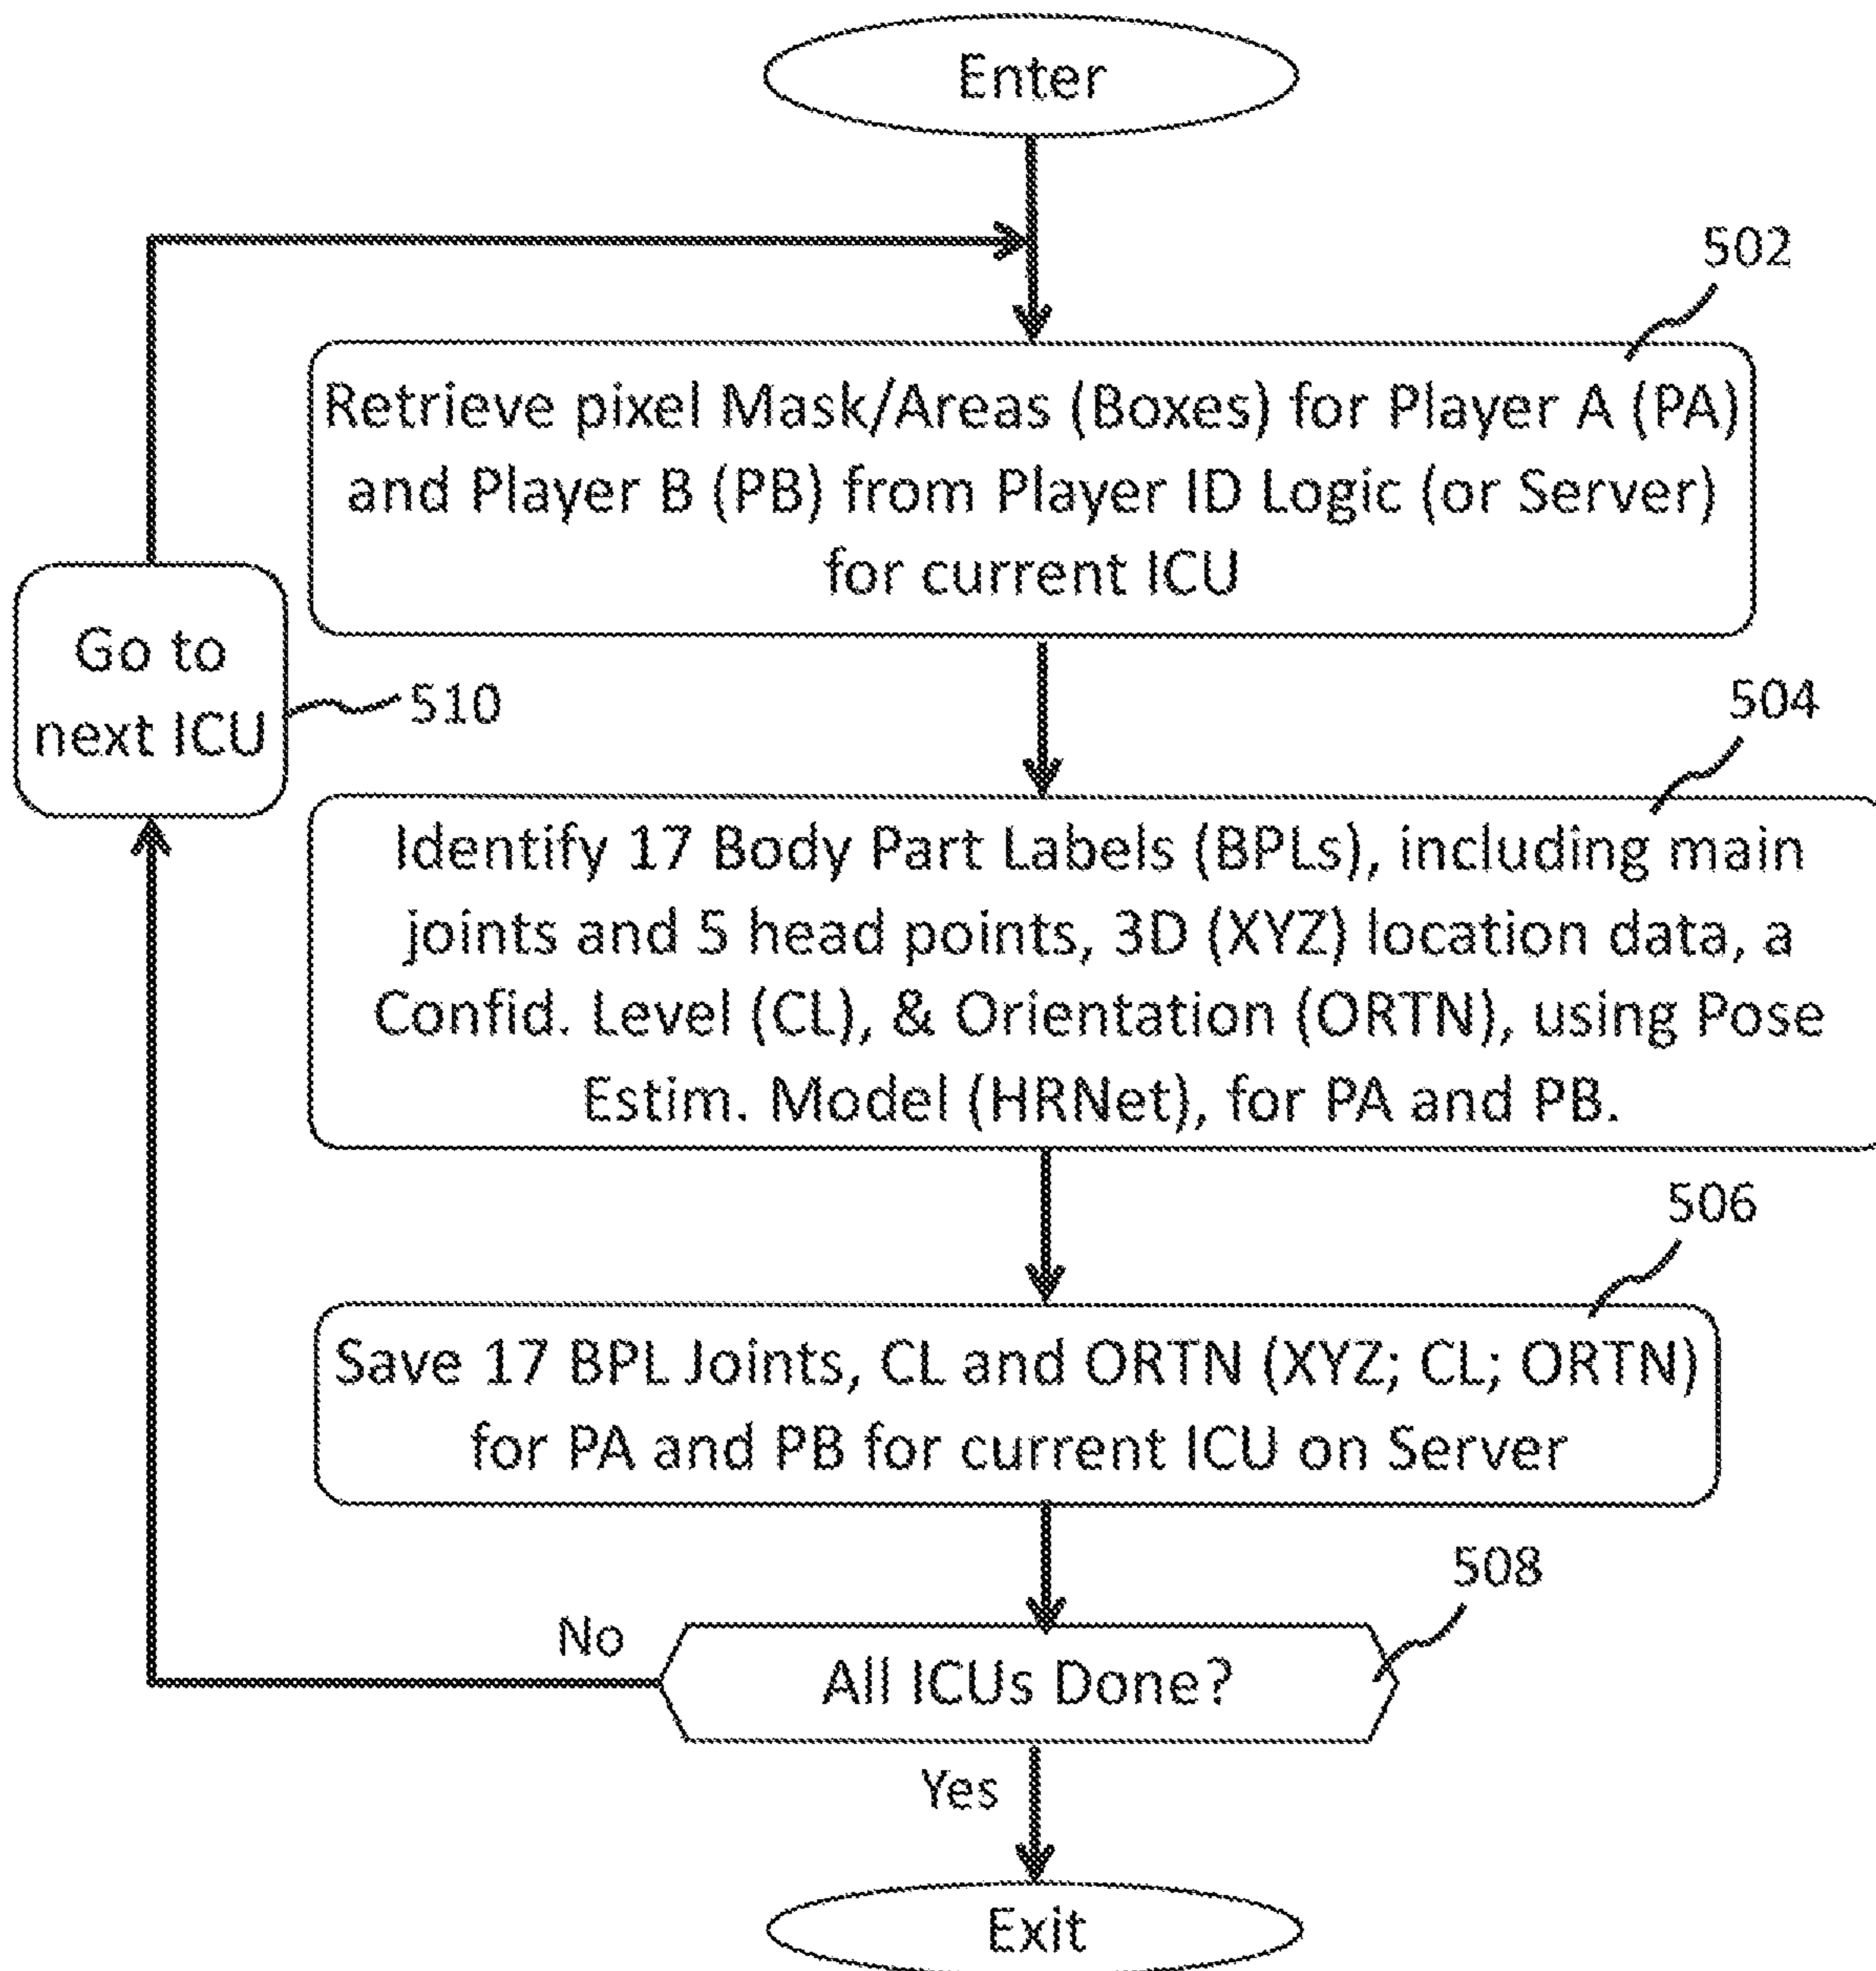 Enter
502
Retrieve pixel Mask/Areas (Boxes) for Player A (PA)
and Player B (PB) from Player ID Logic (or Server)
for current ICU
Go to
next ICU
510
504
Identify 17 Body Part Labels (BPLs), including main
joints and 5 head points, 3D (XYZ) location data, a
Confid. Level (CL), & Orientation (ORTN), using Pose
Estim. Model (HRNet), for PA and PB.
506
Save 17 BPL Joints, CL and ORTN (XYZ; CL; ORTN)
for PA and PB for current ICU on Server
508
No
All ICUs Done?
Yes
Exit